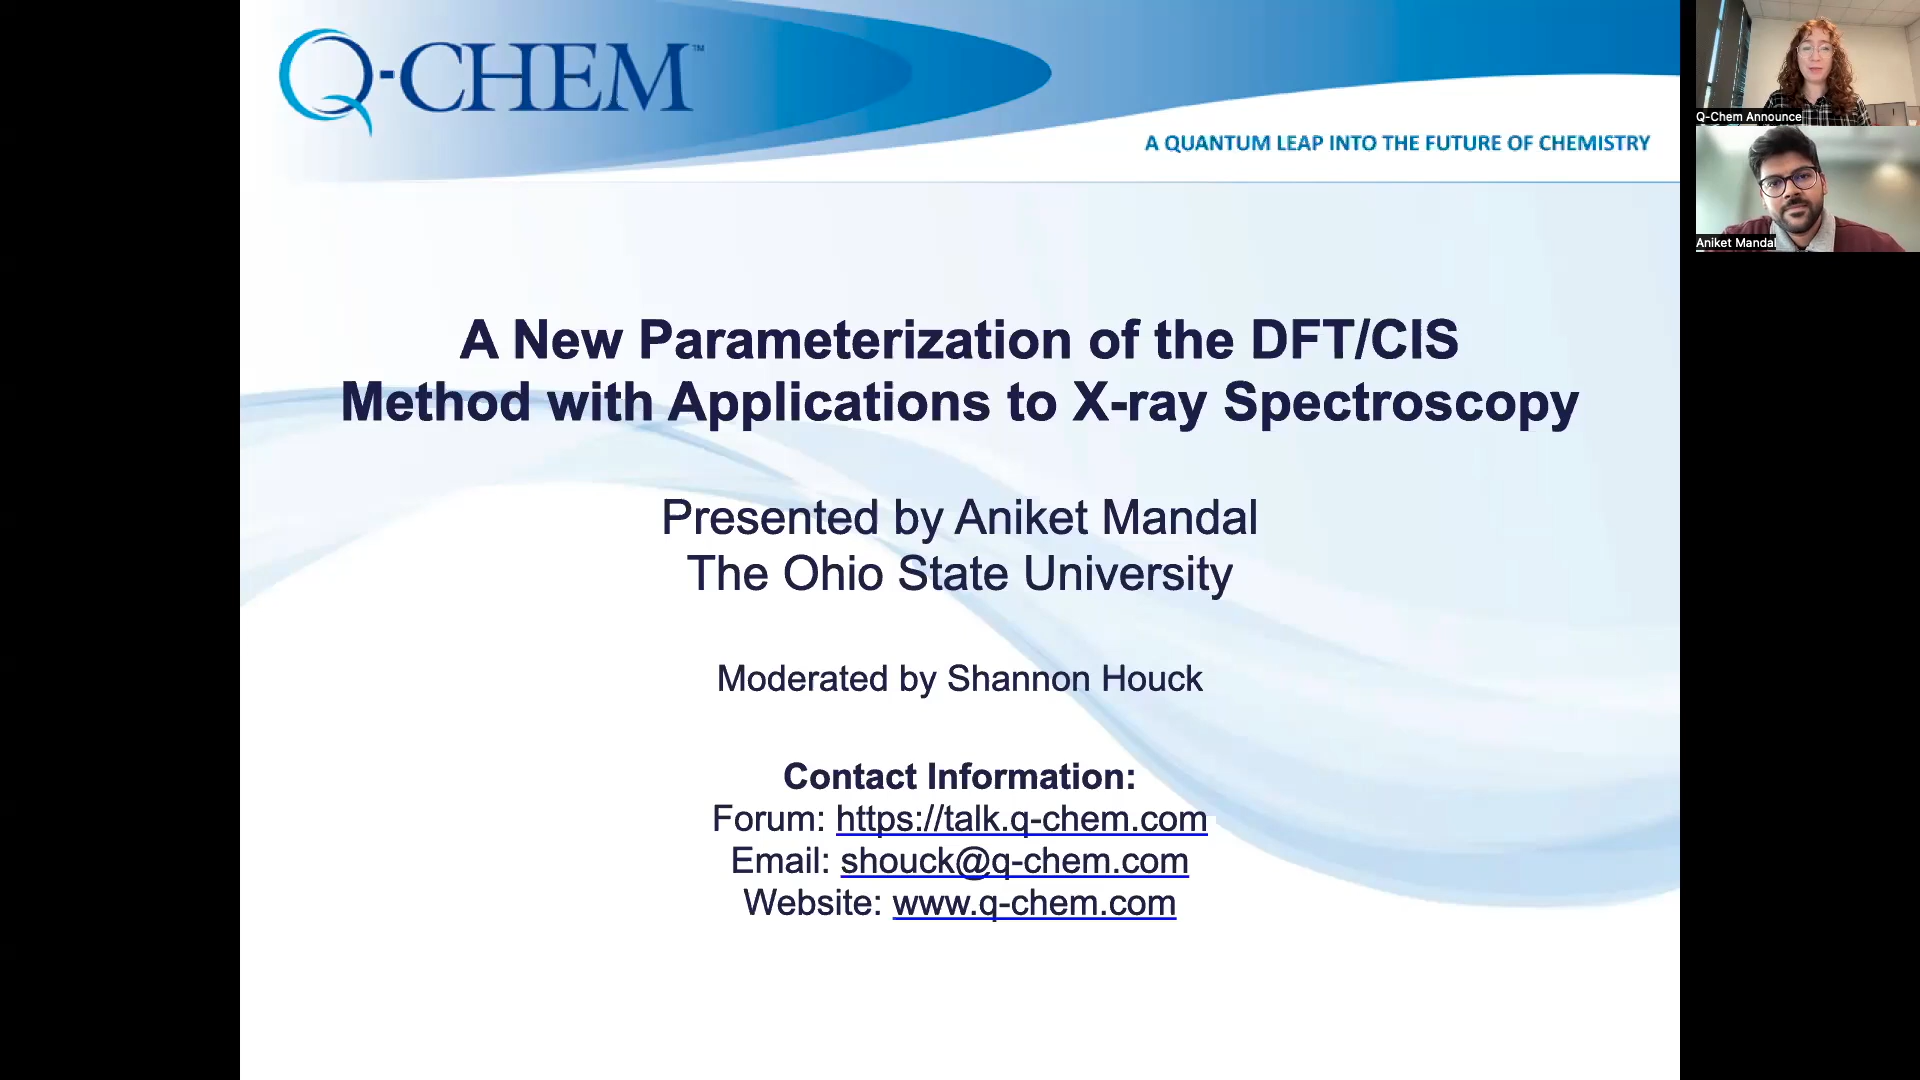 Q-CHEM™
A QUANTUM LEAP INTO THE FUTURE OF CHEMISTRY
A New Parameterization of the DFT/CIS
Method with Applications to X-ray Spectroscopy
Presented by Aniket Mandal
The Ohio State University
Moderated by Shannon Houck
Contact Information:
Forum: https://talk.q-chem.com
Email: shouck@q-chem.com
Website: www.q-chem.com
Q-Chem Announce
Aniket Mandal